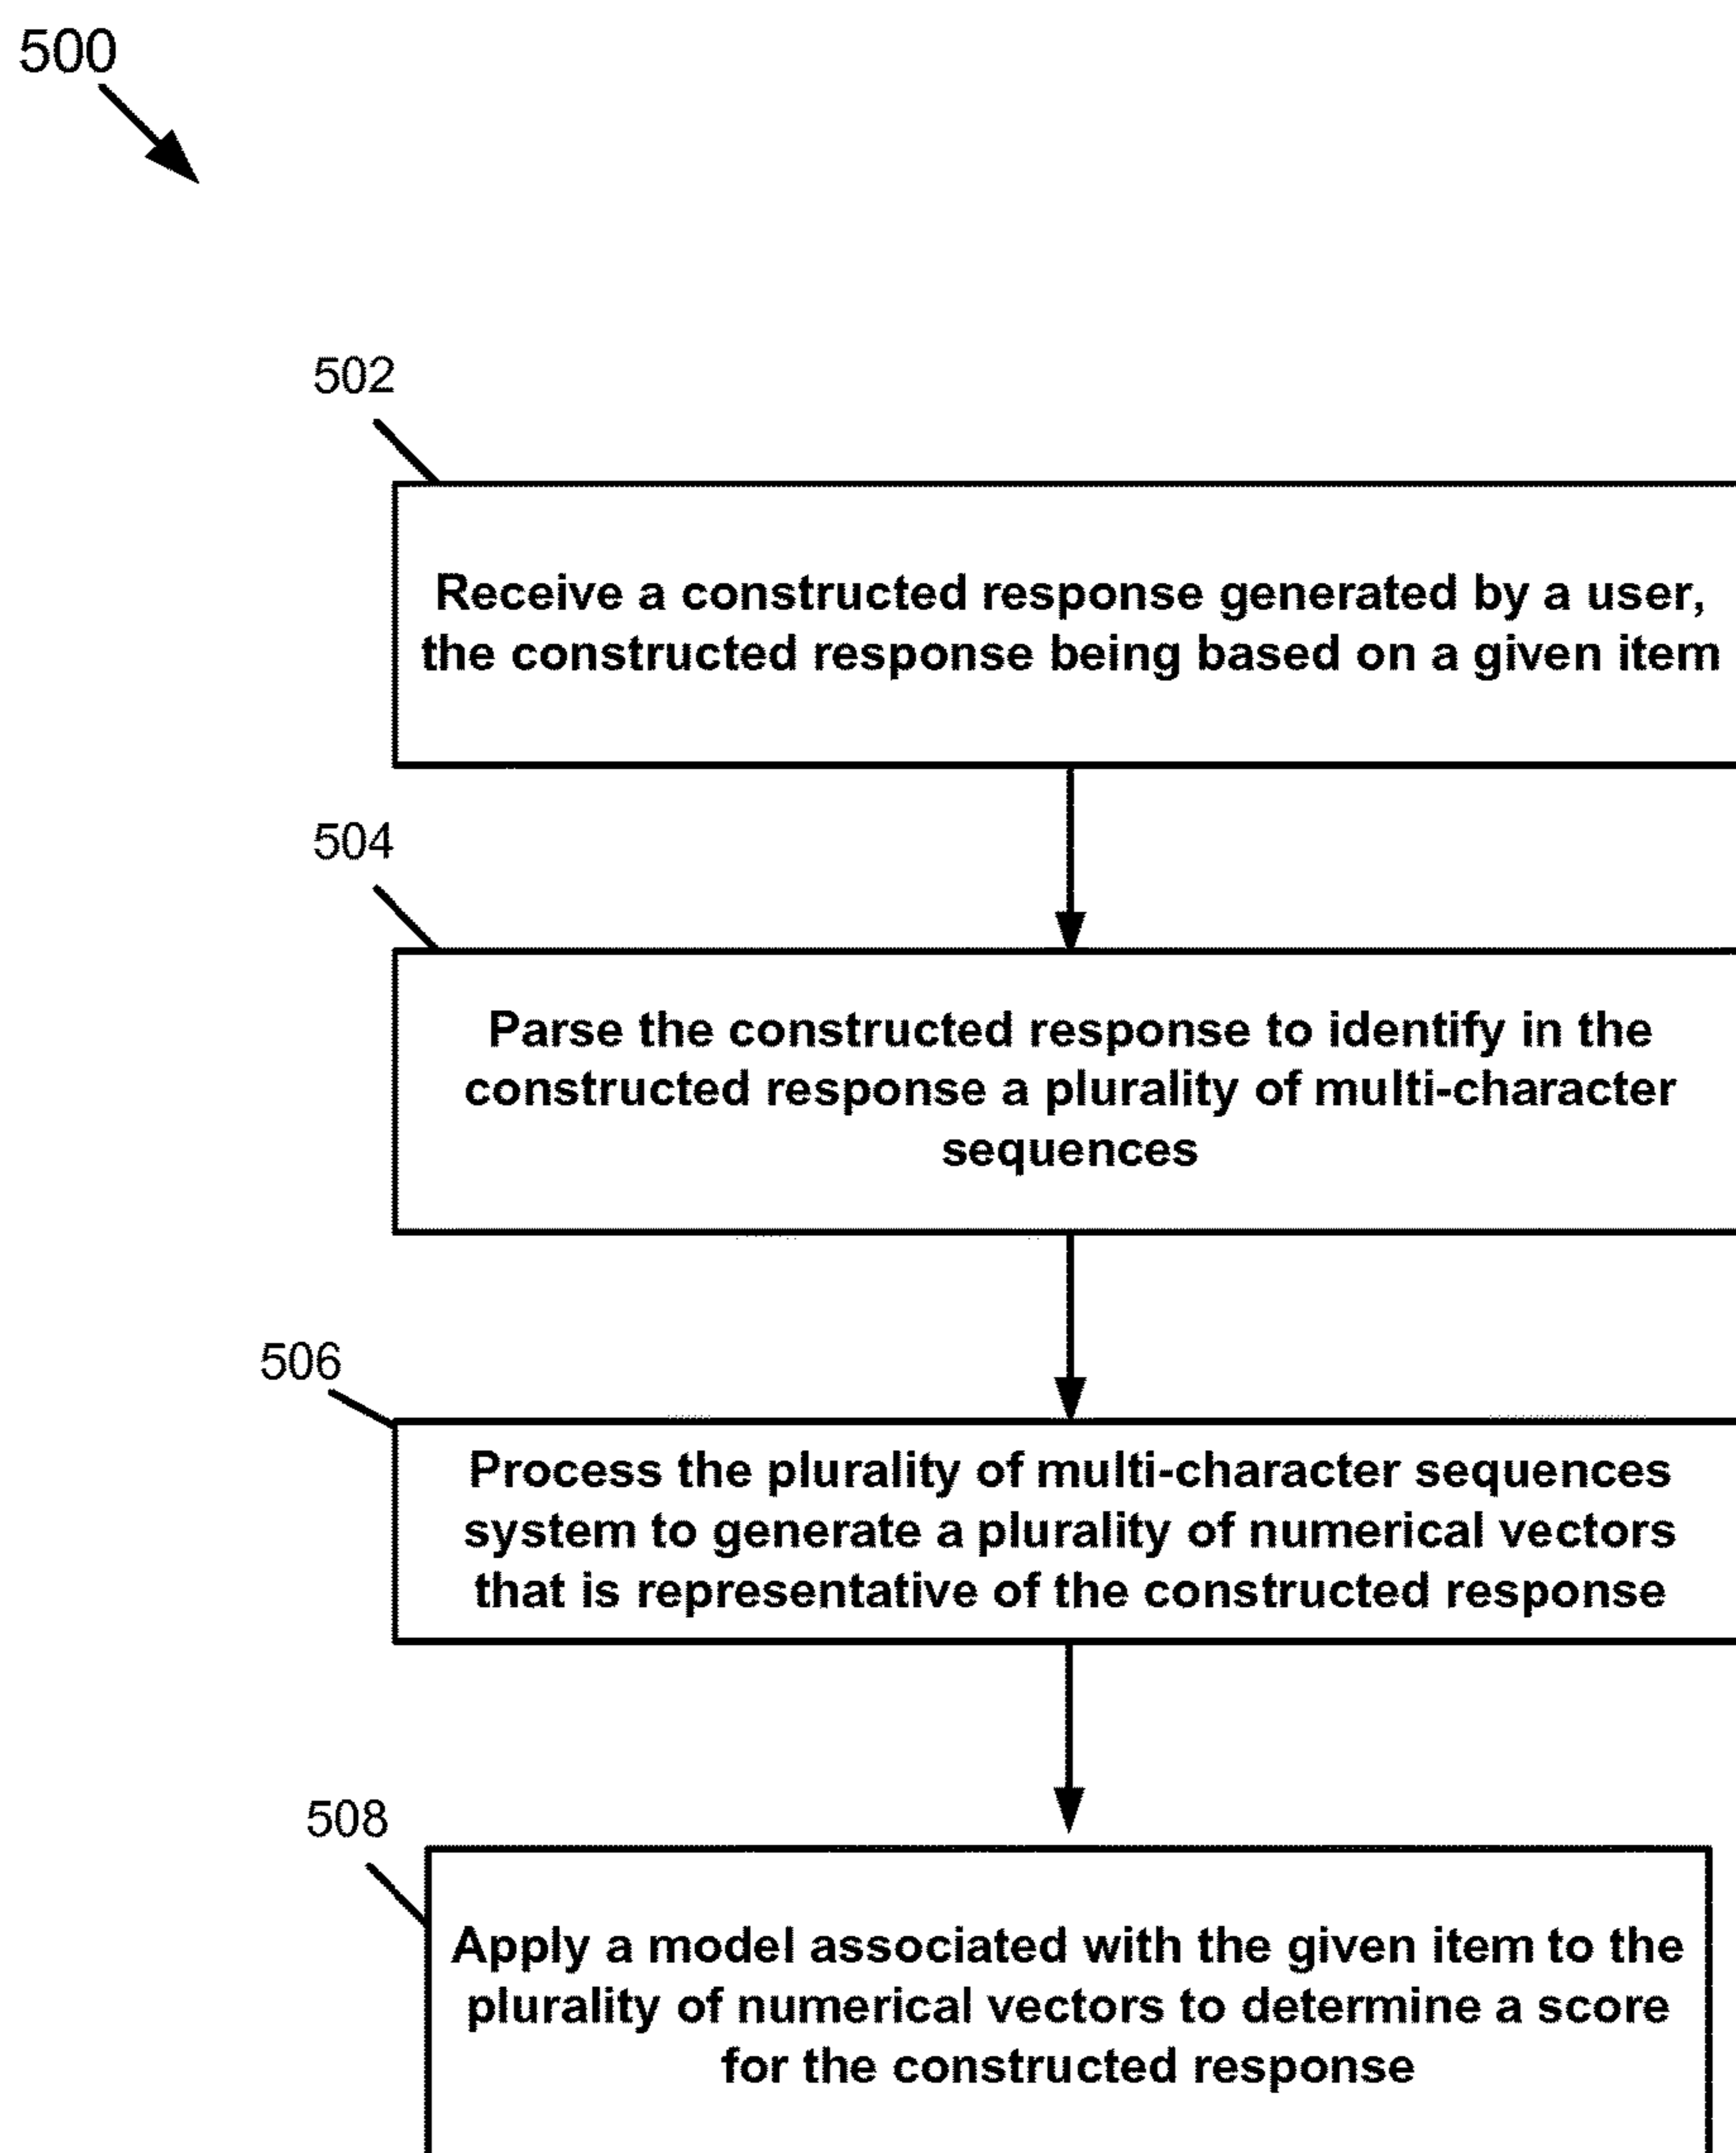 500
502
Receive a constructed response generated by a user,
the constructed response being based on a given item
504
Parse the constructed response to identify in the
constructed response a plurality of multi-character
sequences
506
Process the plurality of multi-character sequences
system to generate a plurality of numerical vectors
that is representative of the constructed response
508
Apply a model associated with the given item to the
plurality of numerical vectors to determine a score
for the constructed response